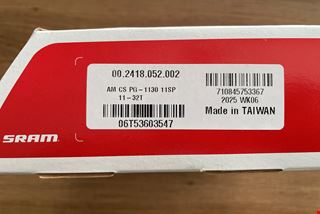 00.2418.052.002
AM CS PG-1130 11SP
11-32T
06T53603547
710845753367
2025 WK06
Made in TAIWAN
SRAM